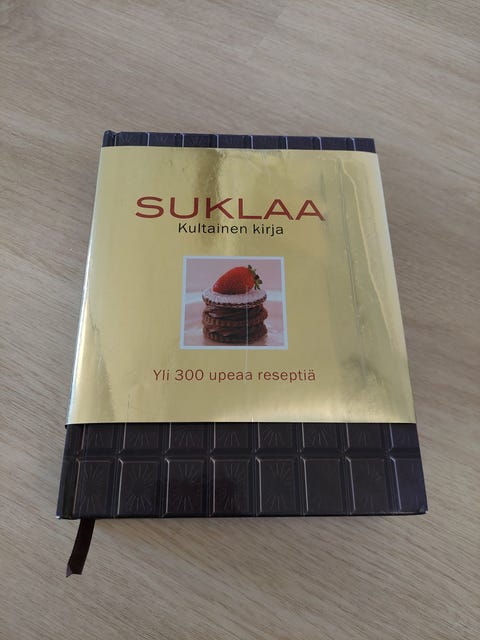 SUKLAA
Kultainen kirja
Yli 300 upeaa reseptiä